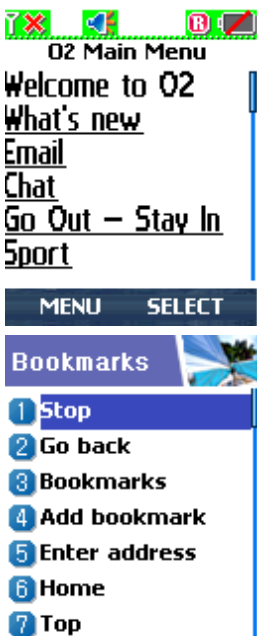 R
O2 Main Menu
Welcome to O2
What's new
Email
Chat
Go Out – Stay In
Sport
MENU SELECT
Bookmarks
1 Stop
2 Go back
3 Bookmarks
4 Add bookmark
5 Enter address
6 Home
7 Top